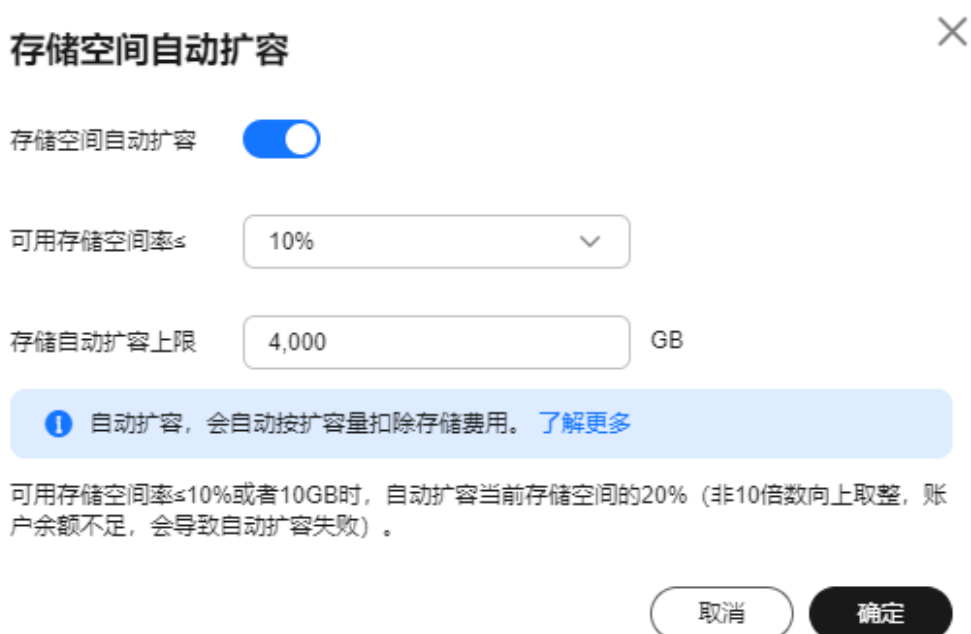 存储空间自动扩容
存储空间自动扩容
可用存储空间率≤ 10%
存储自动扩容上限 4,000 GB
自动扩容，会自动按扩容量扣除存储费用。 了解更多
可用存储空间率≤10%或者10GB时，自动扩容当前存储空间的20%（非10倍数向上取整，账
户余额不足，会导致自动扩容失败）。
取消 确定